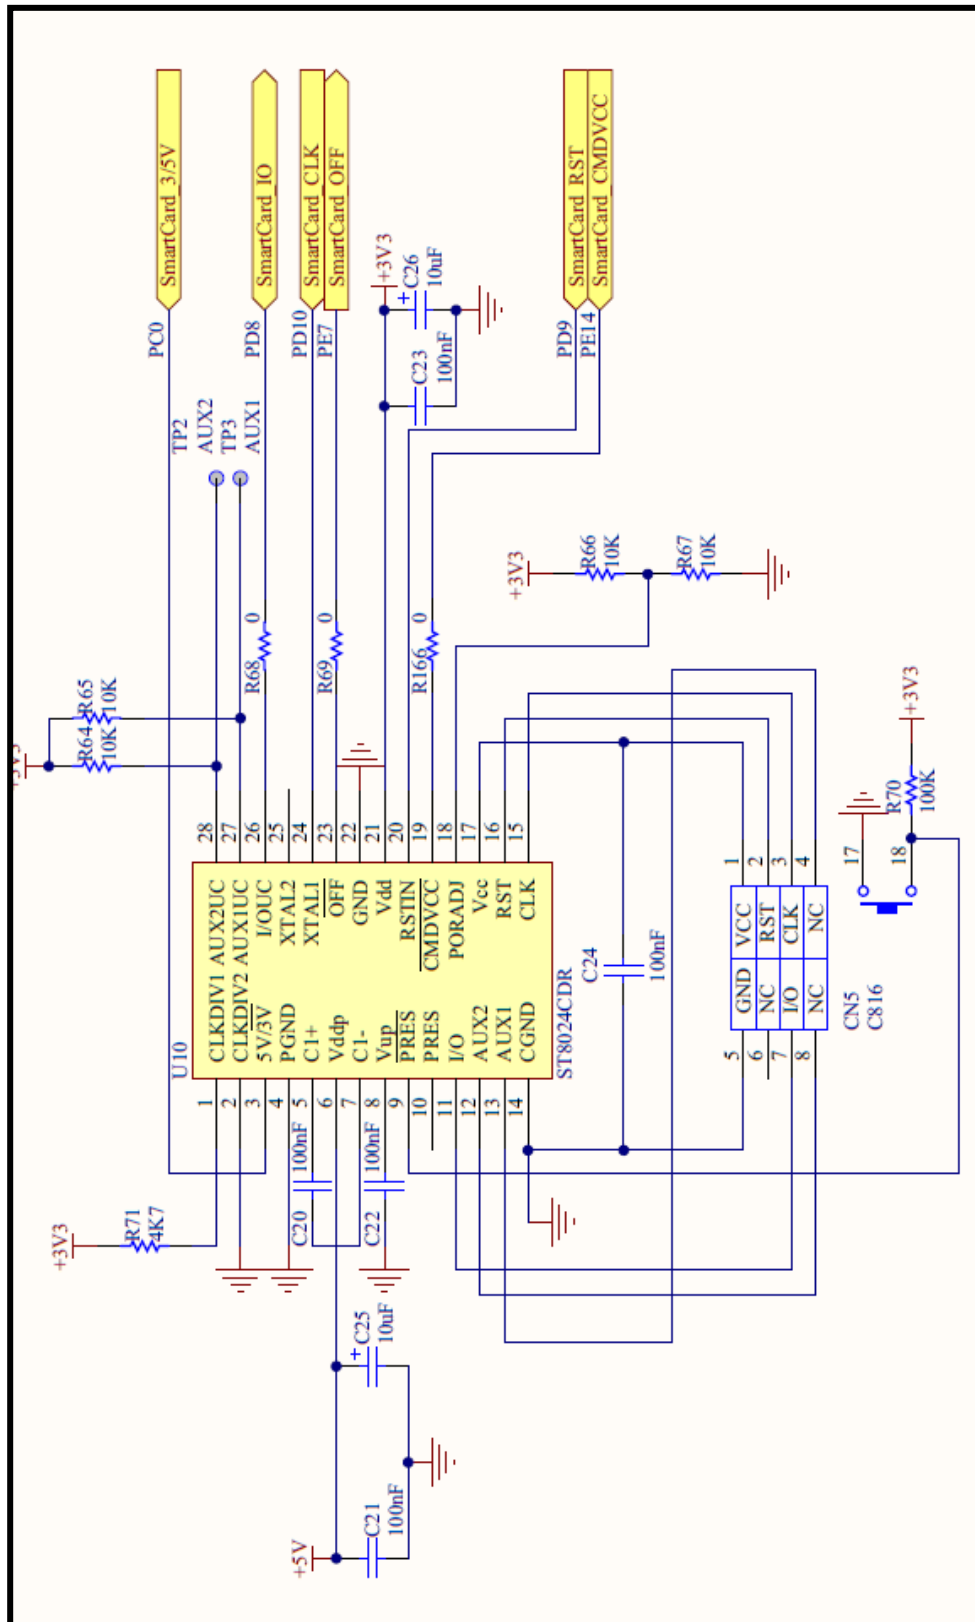 SmartCard_3/5V
SmartCard_IO
SmartCard_CLK
SmartCard_OFF
SmartCard_RST
SmartCard_CMDVCC
PC0
PD8
PD10
PE7
PD9
PE14
TP2
AUX2
TP3
AUX1
+3V3
C26
10uF
C23
100nF
+3V3
R66
10K
R67
10K
R65
10K
R64
10K
R68
0
R69
0
R166
0
28
27
26
25
24
23
22
21
20
19
18
17
16
15
AUX2UC
AUX1UC
I/OUC
XTAL2
XTAL1
OFF
GND
Vdd
RSTIN
CMDVCC
PORADJ
Vcc
RST
CLK
CLKDIV1
CLKDIV2
5V/3V
PGND
C1+
Vddp
C1-
Vup
PRES
PRES
I/O
AUX2
AUX1
CGND
U10
ST8024CDR
1
2
3
4
5
6
7
8
9
10
11
12
13
14
+3V3
R70
100K
17
18
1
2
3
4
VCC
RST
CLK
NC
GND
NC
I/O
NC
5
6
7
8
CN5
C816
C24
100nF
+3V3
R71
4K7
C20
100nF
C22
100nF
C25
10uF
C21
100nF
+5V